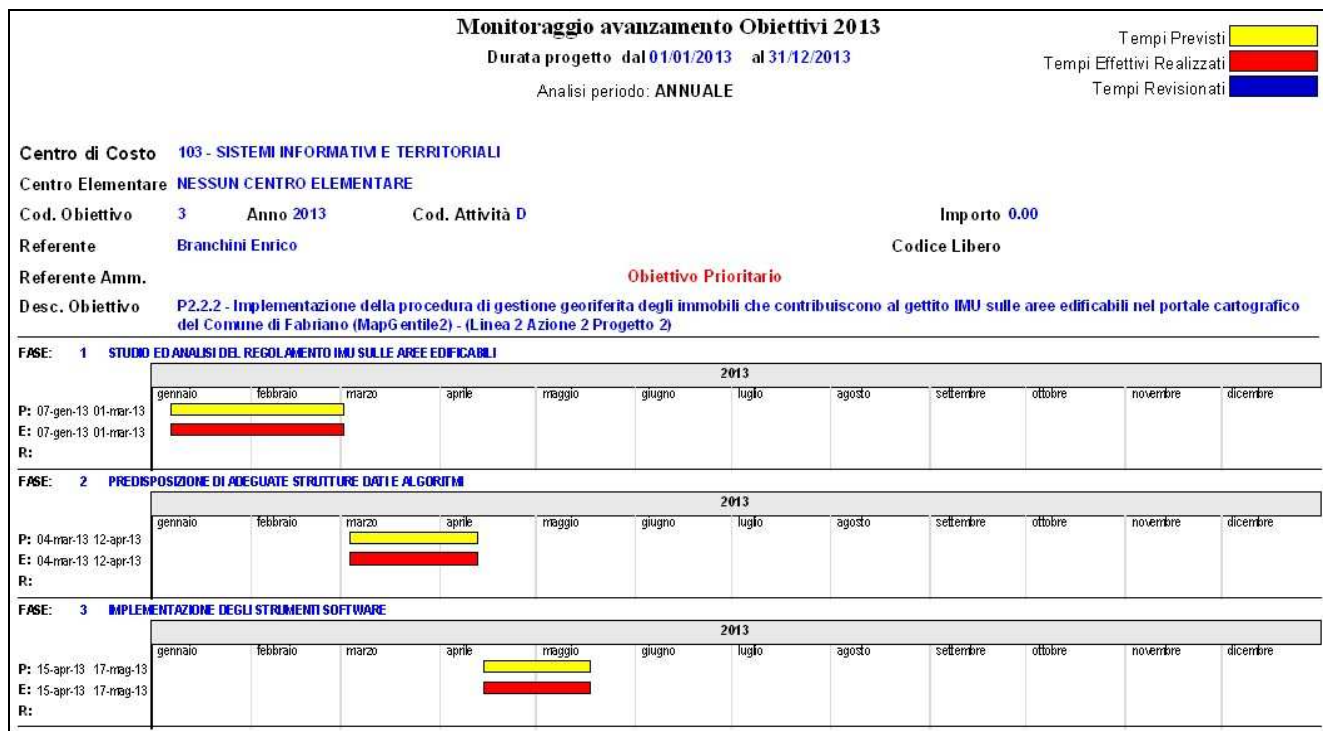 Monitoraggio avanzamento Obiettivi 2013
Durata progetto dal 01/01/2013 al 31/12/2013
Analisi periodo: ANNUALE
Tempi Previsti
Tempi Effettivi Realizzati
Tempi Revisionati
Centro di Costo 103 - SISTEMI INFORMATIVI E TERRITORIALI
Centro Elementare NESSUN CENTRO ELEMENTARE
Cod. Obiettivo 3 Anno 2013 Cod. Attività D Importo 0.00
Referente Branchini Enrico Codice Libero
Referente Amm. Obiettivo Prioritario
Desc. Obiettivo P2.2.2 - Implementazione della procedura di gestione georiferita degli immobili che contribuiscono al gettito IMU sulle aree edificabili nel portale cartografico
del Comune di Fabriano (MapGentile2) - (Linea 2 Azione 2 Progetto 2)
FASE: 1 STUDIO ED ANALISI DEL REGOLAMENTO IMU SULLE AREE EDIFICABILI
2013
gennaio febbraio marzo aprile maggio giugno luglio agosto settembre ottobre novembre dicembre
P: 07-gen-13 01-mar-13
E: 07-gen-13 01-mar-13
R:
FASE: 2 PREDISPOSIZIONE DI ADEGUATE STRUTTURE DATI E ALGORITMI
2013
gennaio febbraio marzo aprile maggio giugno luglio agosto settembre ottobre novembre dicembre
P: 04-mar-13 12-apr-13
E: 04-mar-13 12-apr-13
R:
FASE: 3 IMPLEMENTAZIONE DEGLI STRUMENTI SOFTWARE
2013
gennaio febbraio marzo aprile maggio giugno luglio agosto settembre ottobre novembre dicembre
P: 15-apr-13 17-mag-13
E: 15-apr-13 17-mag-13
R: